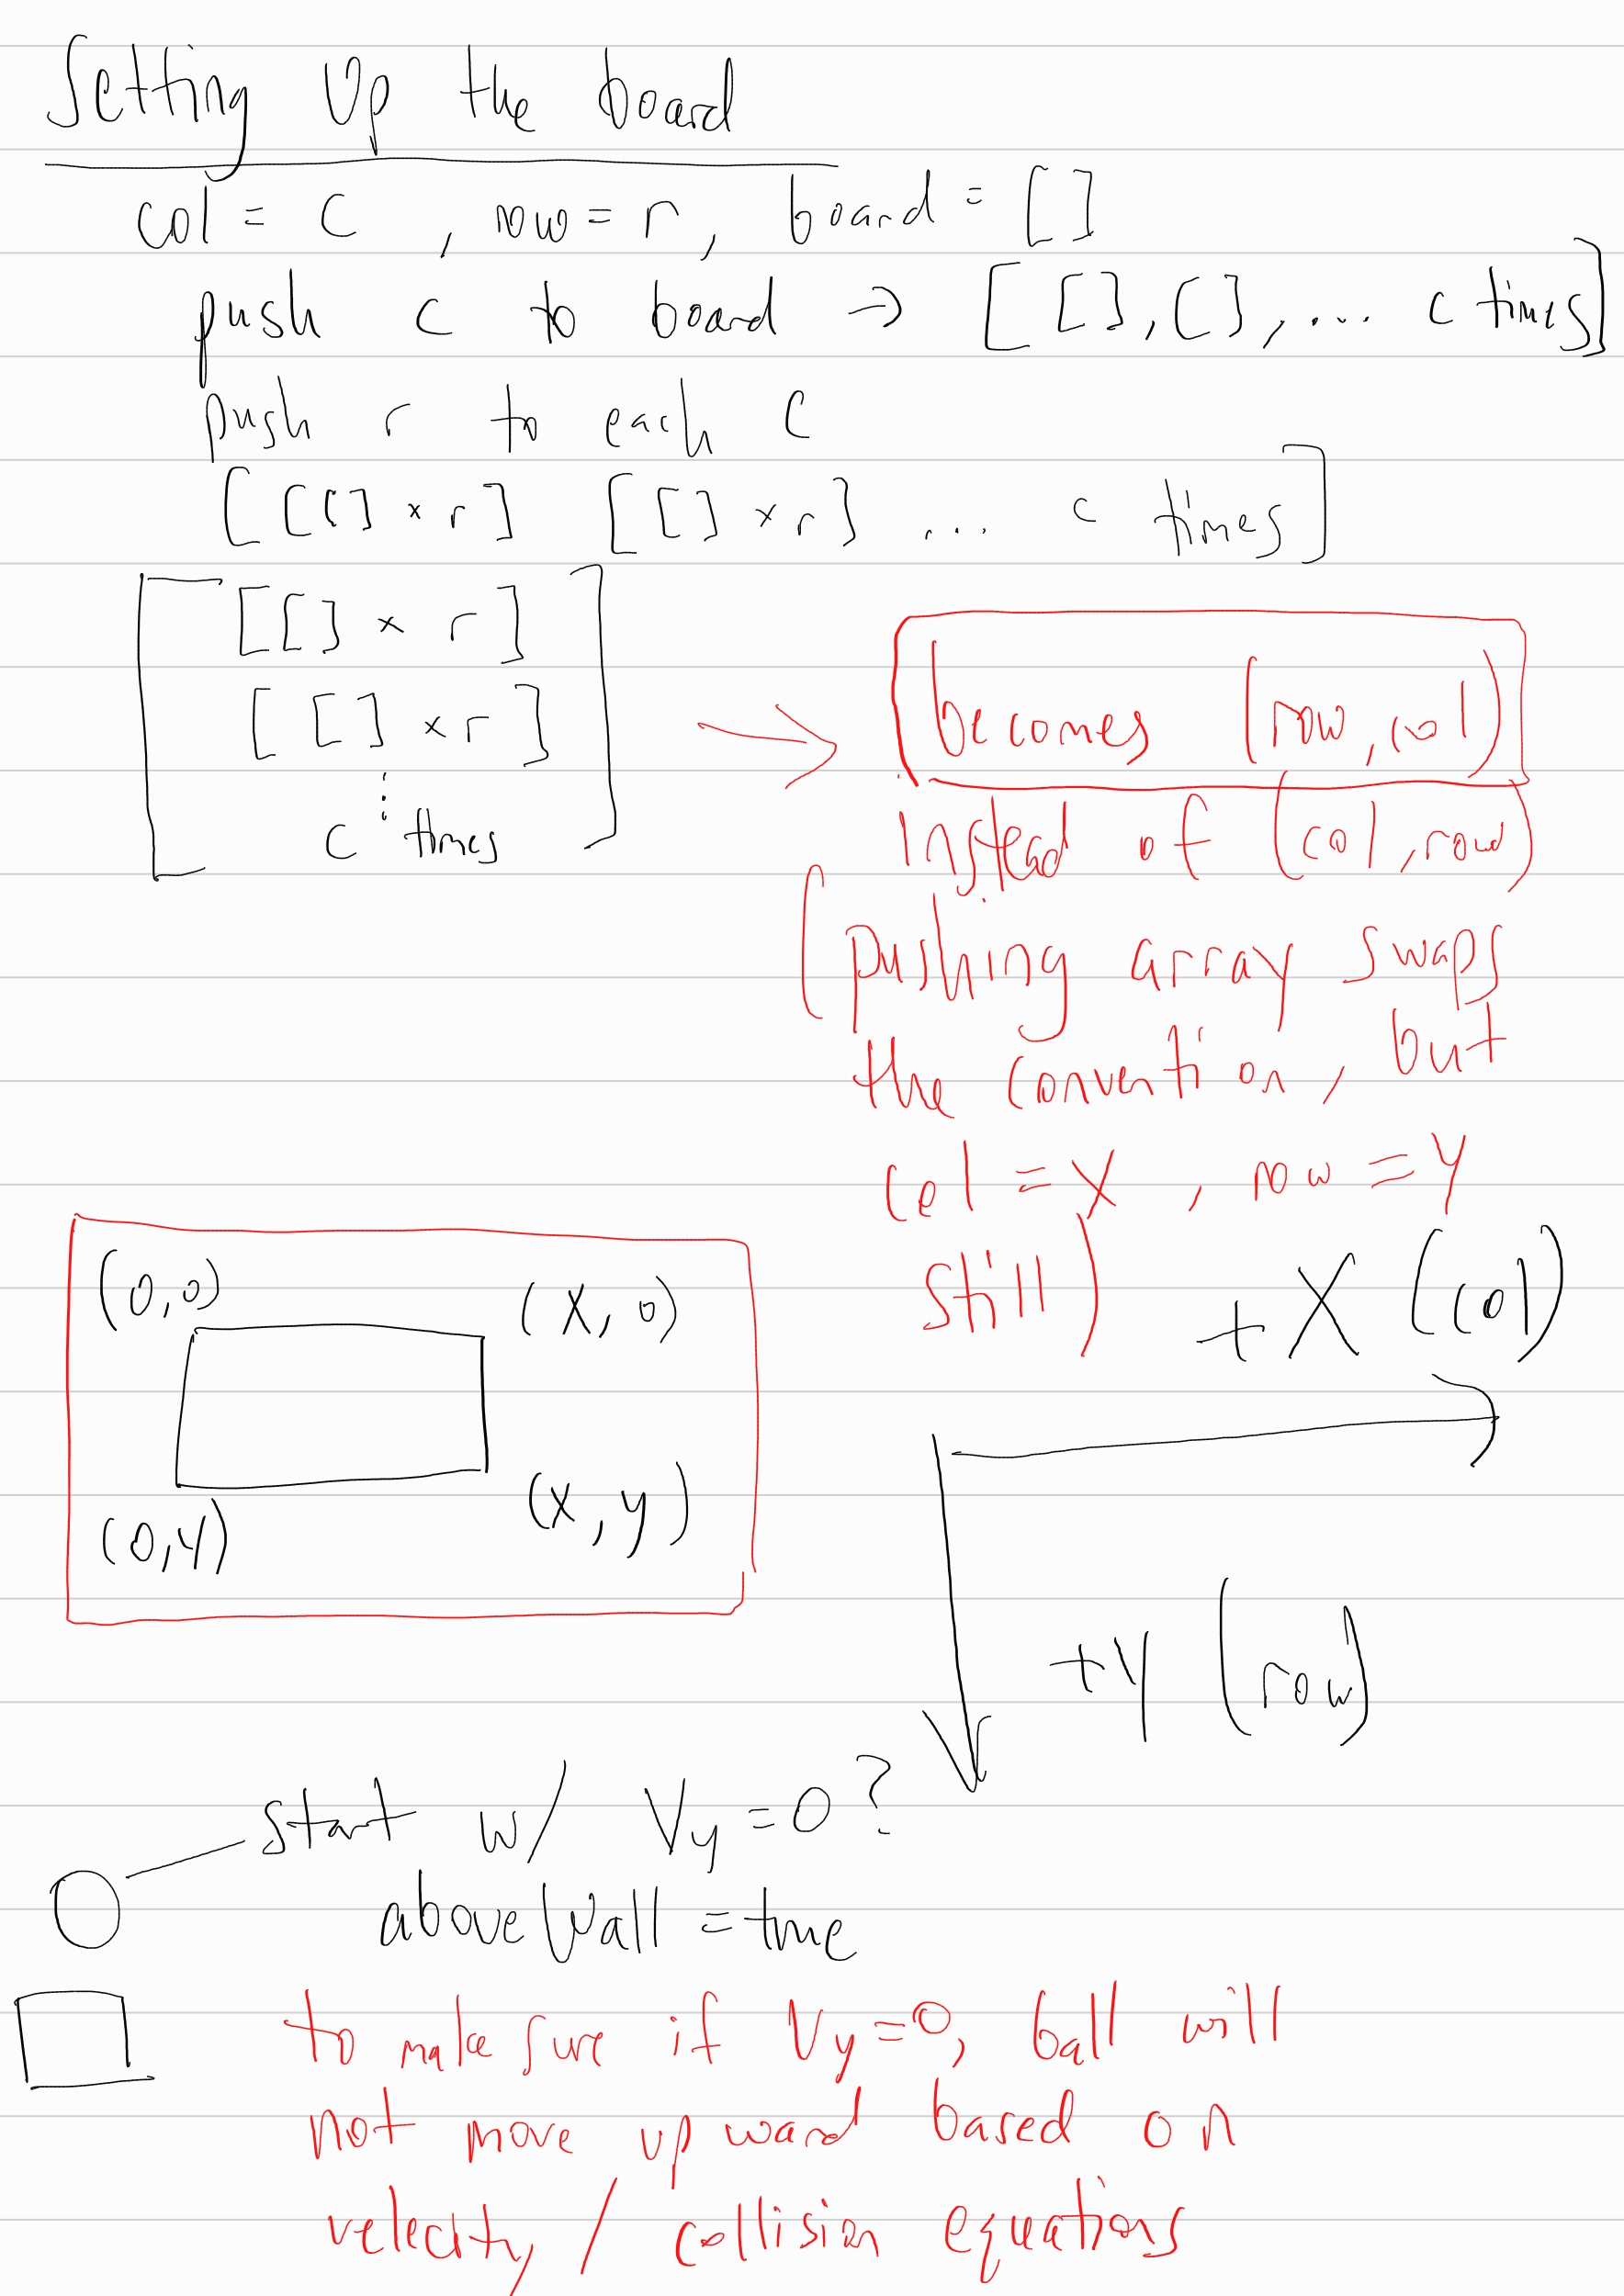 Setting Up the board
col = C , row = r, board = []
push c to board → [ [], [], .... c times]
push r to each C
[ [[] × r] [[] × r] ... c times]
[[] × r]
[ [] × r]
⋮
c times
→ becomes (row, col)
instead of (col, row)
(pushing array swaps
the convention, but
col = X , row = Y
still)
(0,0) (X, 0)
(0,Y) (X, y)
+ X (col)
+Y (row)
start w/ Vy = 0?
aboveWall = true
to make sure if Vy = 0, ball will
not move upward based on
velocity / collision equations